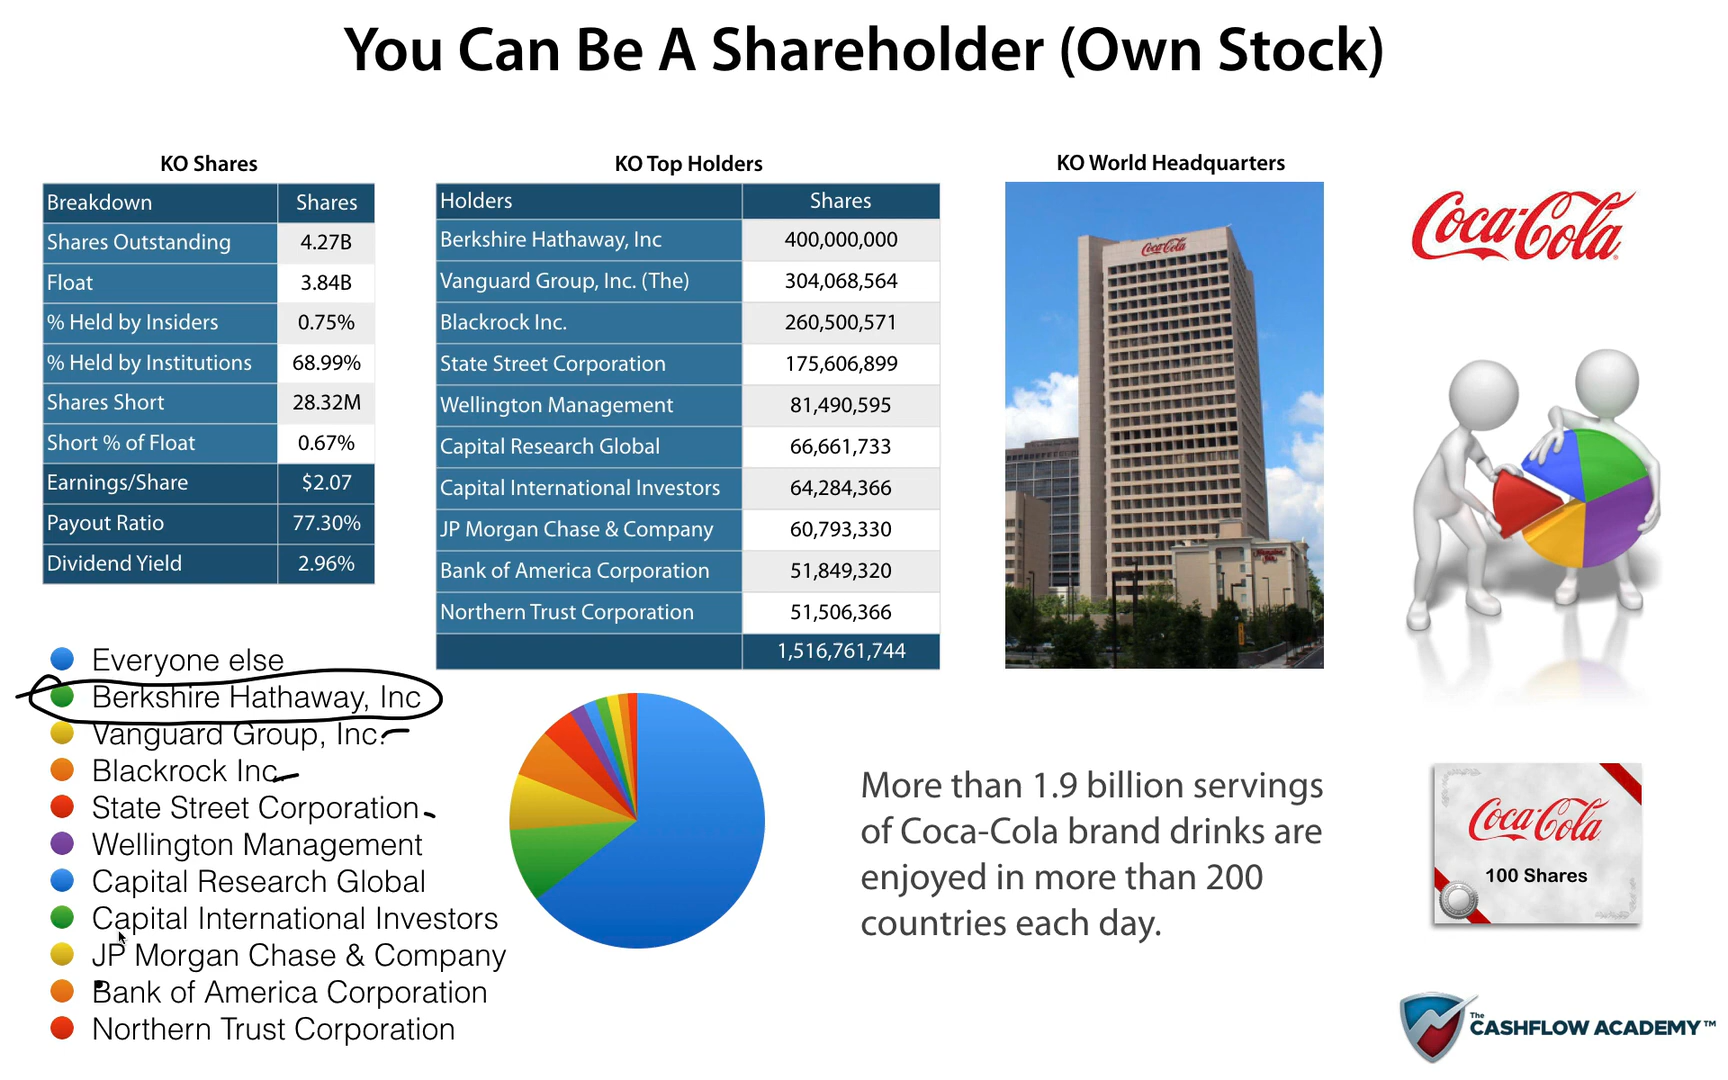 You Can Be A Shareholder (Own Stock)
KO Shares
Breakdown Shares
Shares Outstanding 4.27B
Float 3.84B
% Held by Insiders 0.75%
% Held by Institutions 68.99%
Shares Short 28.32M
Short % of Float 0.67%
Earnings/Share $2.07
Payout Ratio 77.30%
Dividend Yield 2.96%
KO Top Holders
Holders Shares
Berkshire Hathaway, Inc 400,000,000
Vanguard Group, Inc. (The) 304,068,564
Blackrock Inc. 260,500,571
State Street Corporation 175,606,899
Wellington Management 81,490,595
Capital Research Global 66,661,733
Capital International Investors 64,284,366
JP Morgan Chase & Company 60,793,330
Bank of America Corporation 51,849,320
Northern Trust Corporation 51,506,366
1,516,761,744
KO World Headquarters
Coca-Cola
Coca-Cola
Everyone else
Berkshire Hathaway, Inc
Vanguard Group, Inc.
Blackrock Inc.
State Street Corporation
Wellington Management
Capital Research Global
Capital International Investors
JP Morgan Chase & Company
Bank of America Corporation
Northern Trust Corporation
More than 1.9 billion servings
of Coca-Cola brand drinks are
enjoyed in more than 200
countries each day.
Coca-Cola
100 Shares
The
CASHFLOW ACADEMY™